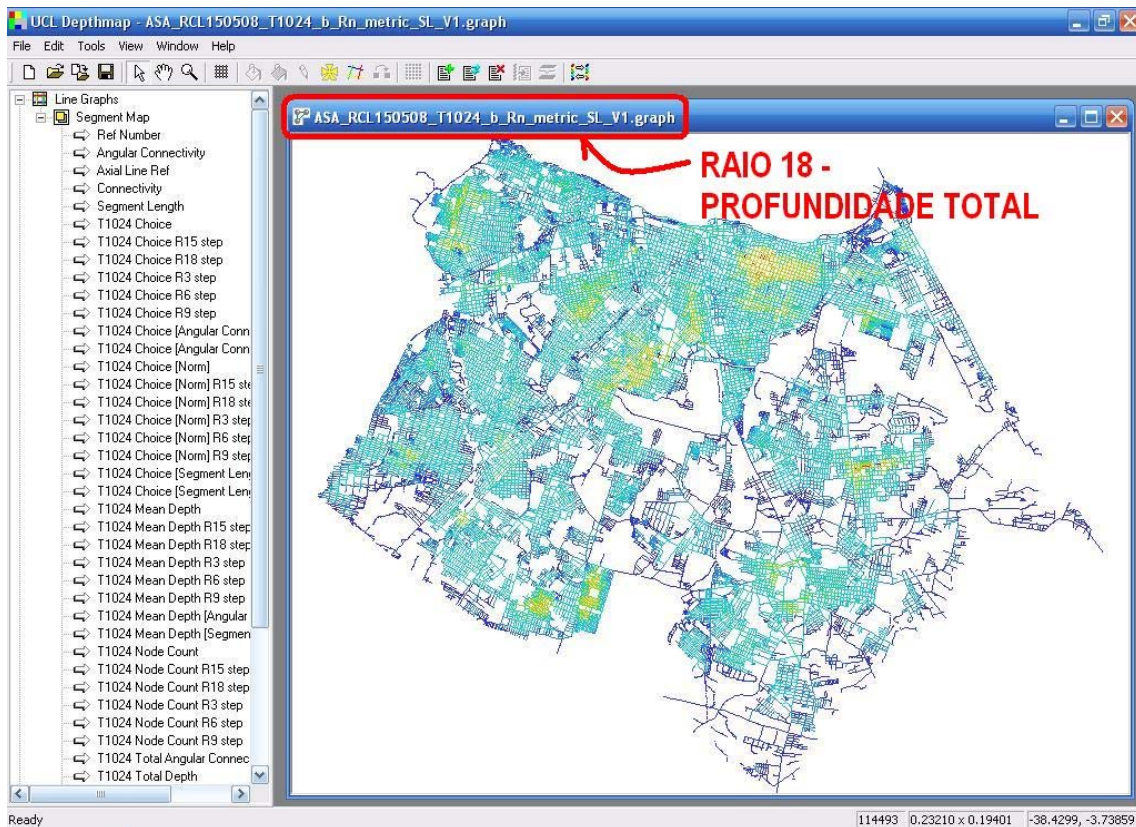 UCL Depthmap - ASA_RCL150508_T1024_b_Rn_metric_SL_V1.graph
File Edit Tools View Window Help
Line Graphs
Segment Map
Ref Number
Angular Connectivity
Axial Line Ref
Connectivity
Segment Length
T1024 Choice
T1024 Choice R15 step
T1024 Choice R18 step
T1024 Choice R3 step
T1024 Choice R6 step
T1024 Choice R9 step
T1024 Choice [Angular Conn
T1024 Choice [Angular Conn
T1024 Choice [Norm]
T1024 Choice [Norm] R15 ste
T1024 Choice [Norm] R18 ste
T1024 Choice [Norm] R3 step
T1024 Choice [Norm] R6 step
T1024 Choice [Norm] R9 step
T1024 Choice [Segment Leng
T1024 Choice [Segment Leng
T1024 Mean Depth
T1024 Mean Depth R15 step
T1024 Mean Depth R18 step
T1024 Mean Depth R3 step
T1024 Mean Depth R6 step
T1024 Mean Depth R9 step
T1024 Mean Depth [Angular
T1024 Mean Depth [Segmen
T1024 Node Count
T1024 Node Count R15 step
T1024 Node Count R18 step
T1024 Node Count R3 step
T1024 Node Count R6 step
T1024 Node Count R9 step
T1024 Total Angular Connec
T1024 Total Depth
ASA_RCL150508_T1024_b_Rn_metric_SL_V1.graph
RAIO 18 -
PROFUNDIDADE TOTAL
Ready
114493 0.23210 x 0.19401 -38.4299, -3.73859